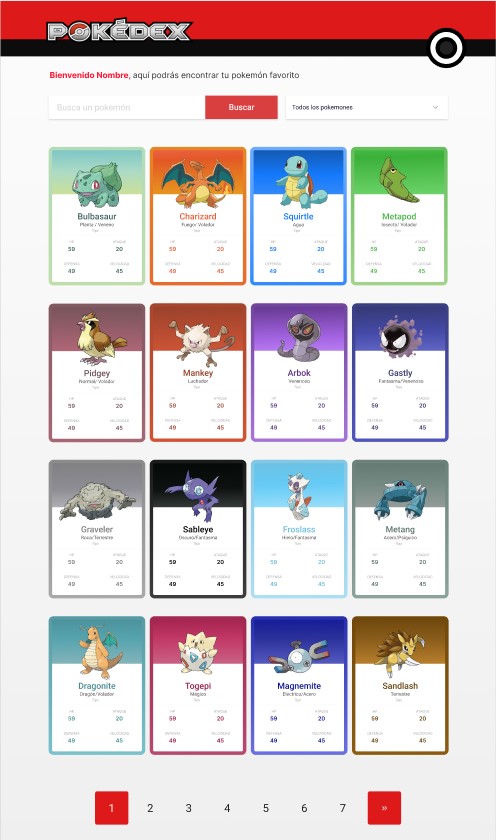 POKÉDEX
Bienvenido Nombre, aquí podrás encontrar tu pokemón favorito
Busca un pokemón Buscar Todos los pokemones
Bulbasaur Charizard Squirtle Metapod
Planta / Veneno Fuego/ Volador Agua Insecto/ Volador
Tipo Tipo Tipo Tipo
HP ATAQUE HP ATAQUE HP ATAQUE HP ATAQUE
59 20 59 20 59 20 59 20
DEFENSA VELOCIDAD DEFENSA VELOCIDAD DEFENSA VELOCIDAD DEFENSA VELOCIDAD
49 45 49 45 49 45 49 45
Pidgey Mankey Arbok Gastly
Normal/ Volador Luchador Venenoso Fantasma/Venenoso
Tipo Tipo Tipo Tipo
HP ATAQUE HP ATAQUE HP ATAQUE HP ATAQUE
59 20 59 20 59 20 59 20
DEFENSA VELOCIDAD DEFENSA VELOCIDAD DEFENSA VELOCIDAD DEFENSA VELOCIDAD
49 45 49 45 49 45 49 45
Graveler Sableye Froslass Metang
Roca/Terrestre Oscuro/Fantasma Hielo/Fantasma Acero/Psíquico
Tipo Tipo Tipo Tipo
HP ATAQUE HP ATAQUE HP ATAQUE HP ATAQUE
59 20 59 20 59 20 59 20
DEFENSA VELOCIDAD DEFENSA VELOCIDAD DEFENSA VELOCIDAD DEFENSA VELOCIDAD
49 45 49 45 49 45 49 45
Dragonite Togepi Magnemite Sandlash
Dragón/Volador Mágico Eléctrico/Acero Terrestre
Tipo Tipo Tipo Tipo
HP ATAQUE HP ATAQUE HP ATAQUE HP ATAQUE
59 20 59 20 59 20 59 20
DEFENSA VELOCIDAD DEFENSA VELOCIDAD DEFENSA VELOCIDAD DEFENSA VELOCIDAD
49 45 49 45 49 45 49 45
1 2 3 4 5 6 7 »